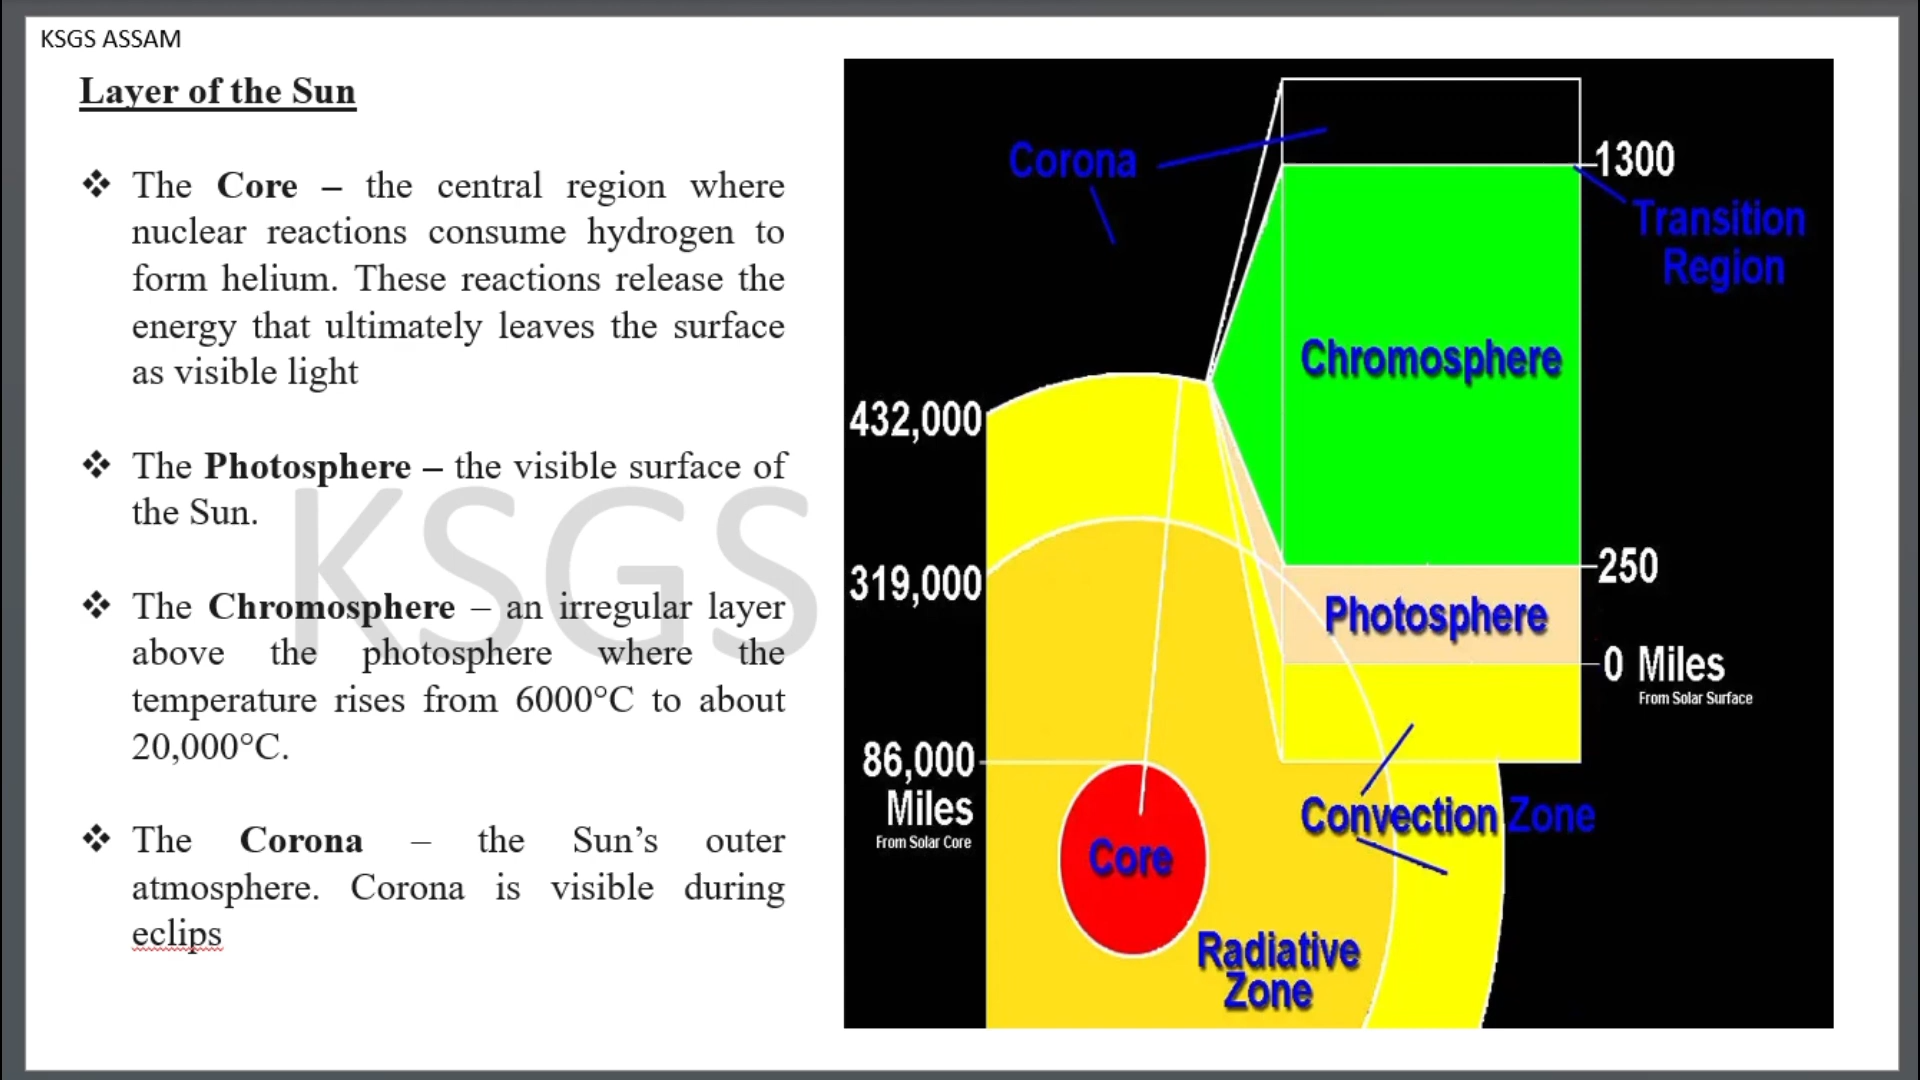 KSGS ASSAM
Layer of the Sun
❖ The Core – the central region where
nuclear reactions consume hydrogen to
form helium. These reactions release the
energy that ultimately leaves the surface
as visible light
❖ The Photosphere – the visible surface of
the Sun.
❖ The Chromosphere – an irregular layer
above the photosphere where the
temperature rises from 6000°C to about
20,000°C.
❖ The Corona – the Sun’s outer
atmosphere. Corona is visible during
eclips
KSGS
Corona
1300
Transition
Region
Chromosphere
432,000
250
319,000
Photosphere
0 Miles
From Solar Surface
86,000
Miles
From Solar Core
Convection Zone
Core
Radiative
Zone